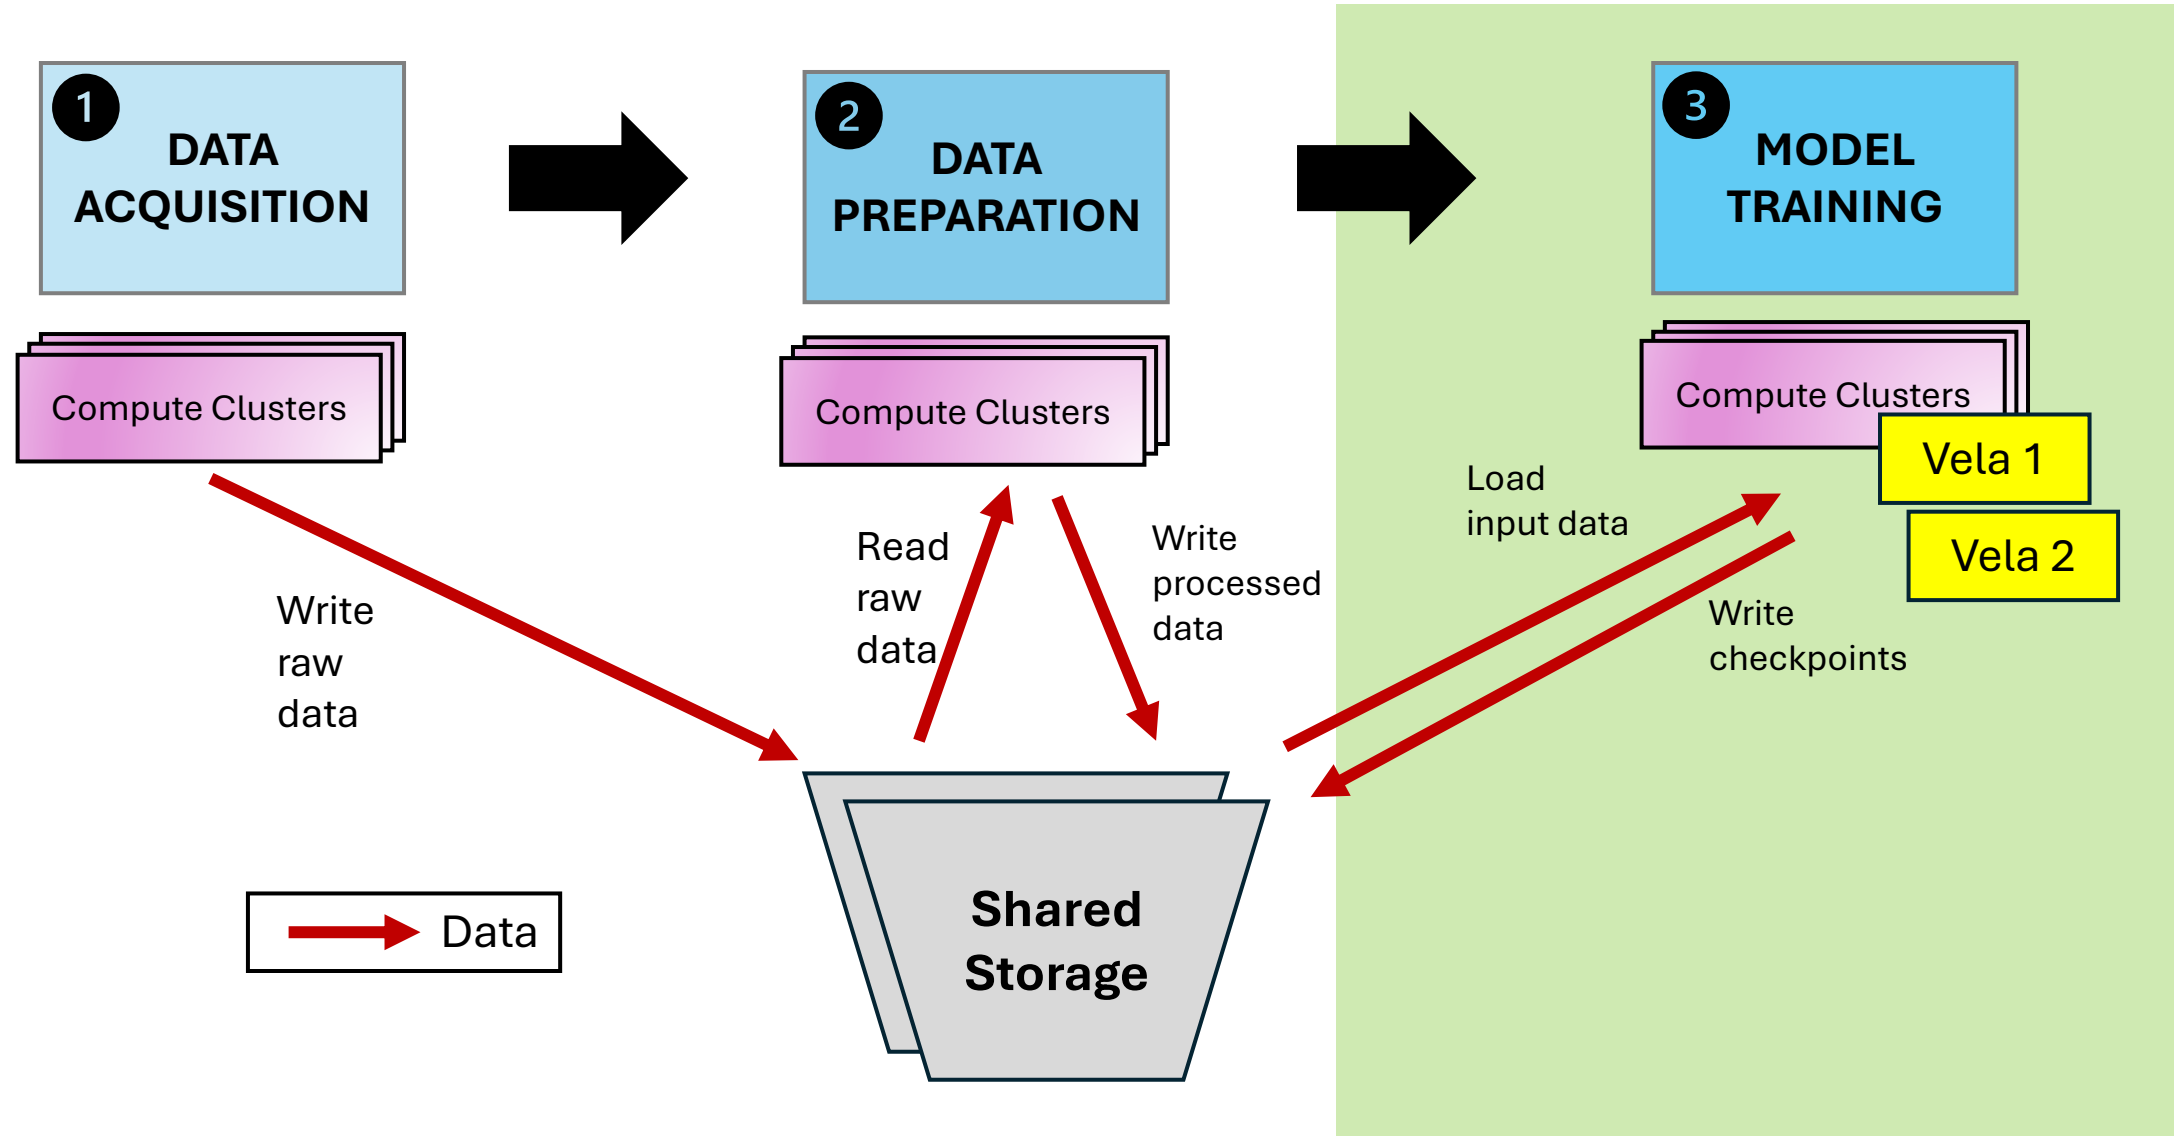 1
DATA
ACQUISITION
2
DATA
PREPARATION
3
MODEL
TRAINING
Compute Clusters
Compute Clusters
Compute Clusters
Vela 1
Vela 2
Write
raw
data
Read
raw
data
Write
processed
data
Load
input data
Write
checkpoints
Shared
Storage
Data